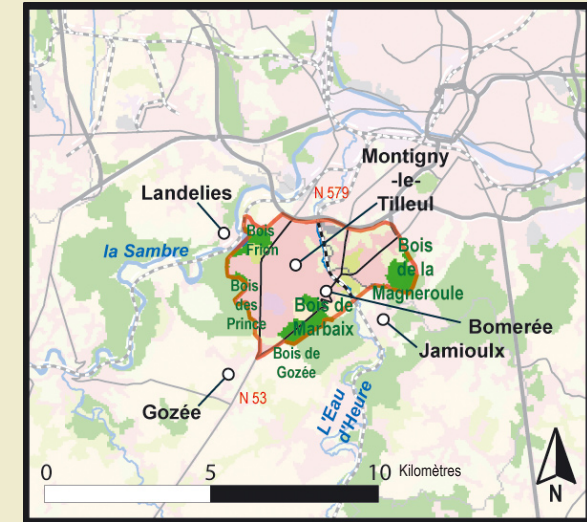 Montigny
-le-
Tilleul
Landelies
N 579
la Sambre
Bois
Frion
Bois
de la
Magneroule
Bois
des
Prince
Bois de
Marbaix
Bomerée
Jamioulx
Bois de
Gozée
Gozée
N 53
L'Eau
d'Heure
0 5 10 Kilomètres
N